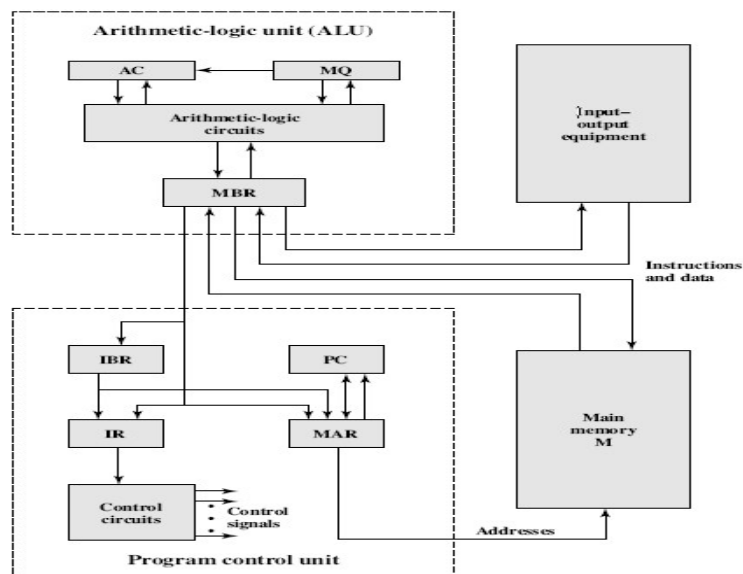 Arithmetic-logic unit (ALU)
AC
MQ
Arithmetic-logic
circuits
MBR
Input–
output
equipment
Instructions
and data
IBR
PC
IR
MAR
Main
memory
M
Control
circuits
Control
signals
Addresses
Program control unit